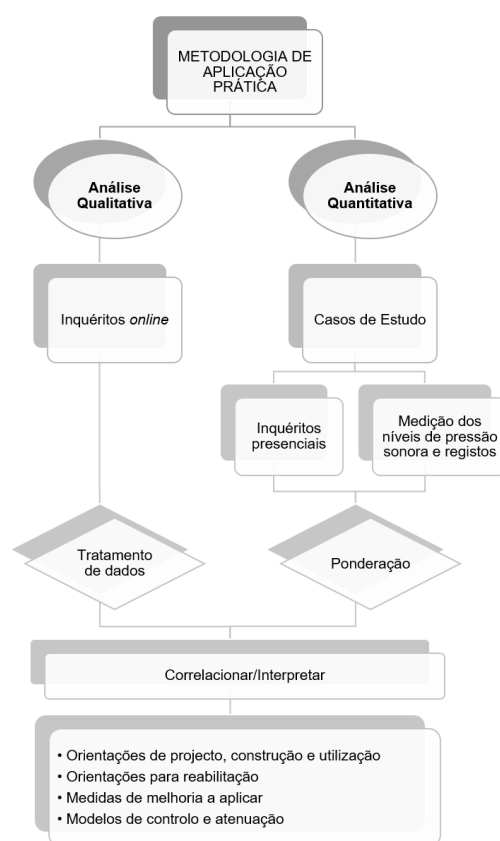 METODOLOGIA DE
APLICAÇÃO
PRÁTICA
Análise
Qualitativa
Análise
Quantitativa
Inquéritos online
Casos de Estudo
Inquéritos
presenciais
Medição dos
níveis de pressão
sonora e registos
Tratamento
de dados
Ponderação
Correlacionar/Interpretar
• Orientações de projecto, construção e utilização
• Orientações para reabilitação
• Medidas de melhoria a aplicar
• Modelos de controlo e atenuação